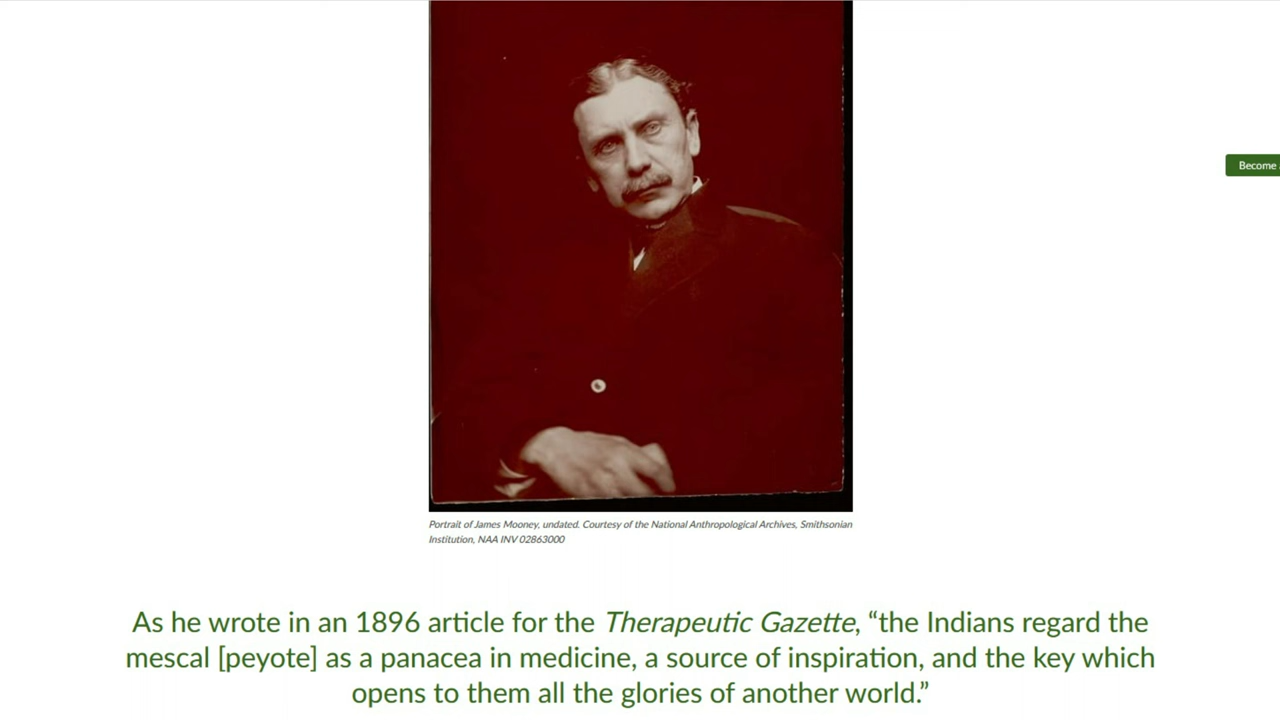 Become
Portrait of James Mooney, undated. Courtesy of the National Anthropological Archives, Smithsonian
Institution, NAA INV 02863000
As he wrote in an 1896 article for the Therapeutic Gazette, “the Indians regard the
mescal [peyote] as a panacea in medicine, a source of inspiration, and the key which
opens to them all the glories of another world.”